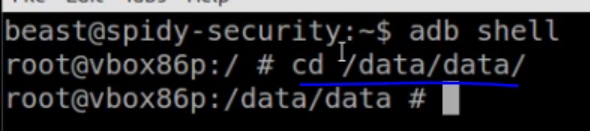 beast@spidy-security:~$ adb shell
root@vbox86p:/ # cd /data/data/
root@vbox86p:/data/data #